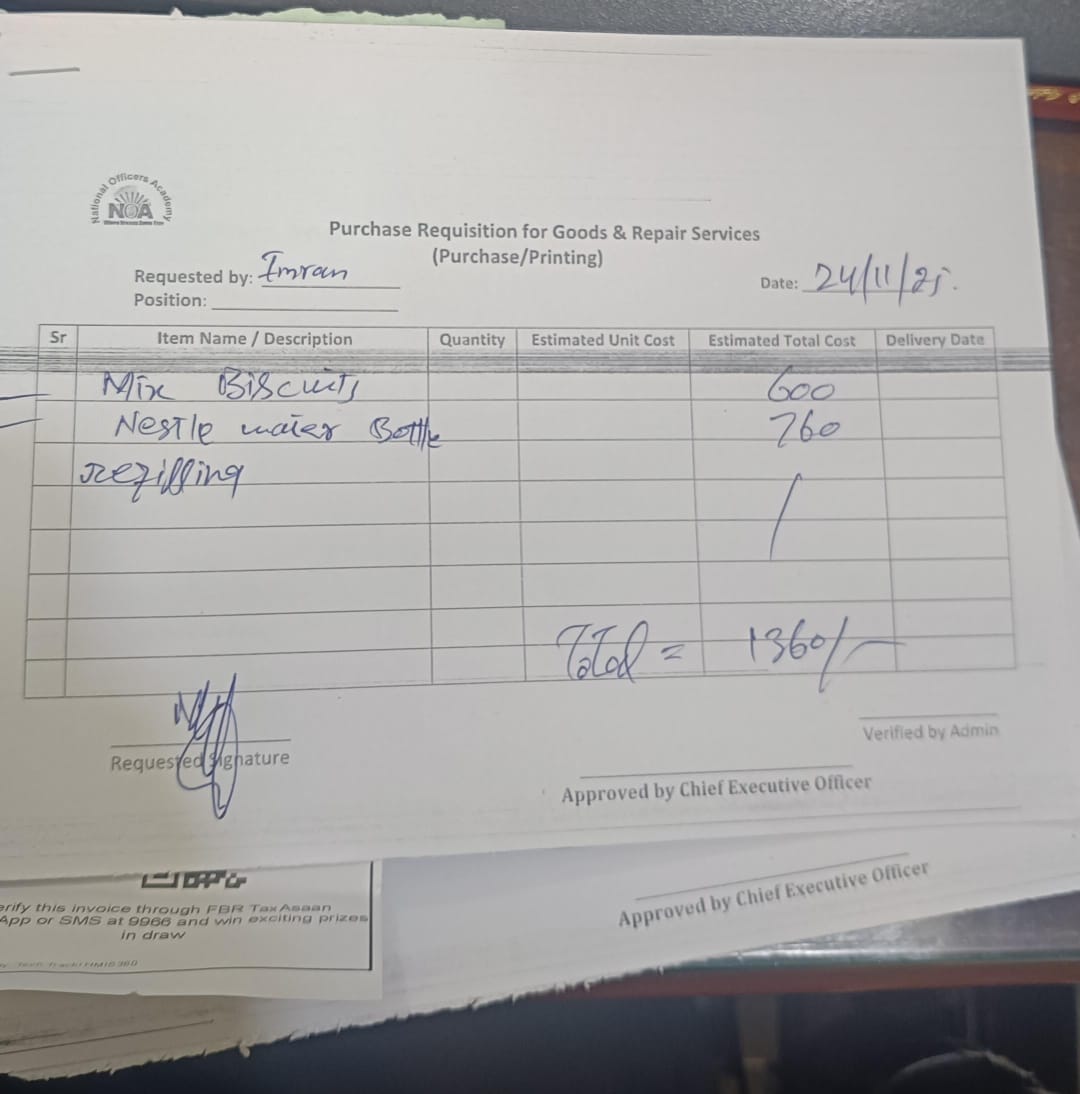 National Officers Academy
NOA
Purchase Requisition for Goods & Repair Services
(Purchase/Printing)
Requested by: Imran
Date: 24/11/25.
Position:
Sr Item Name / Description Quantity Estimated Unit Cost Estimated Total Cost Delivery Date
Mix Biscuits 600
Nestle water Bottle 760
refilling
Total = 1360/-
Verified by Admin
Requested Signature
Approved by Chief Executive Officer
Approved by Chief Executive Officer
erify this invoice through FBR TaxAsaan
App or SMS at 9966 and win exciting prizes
in draw